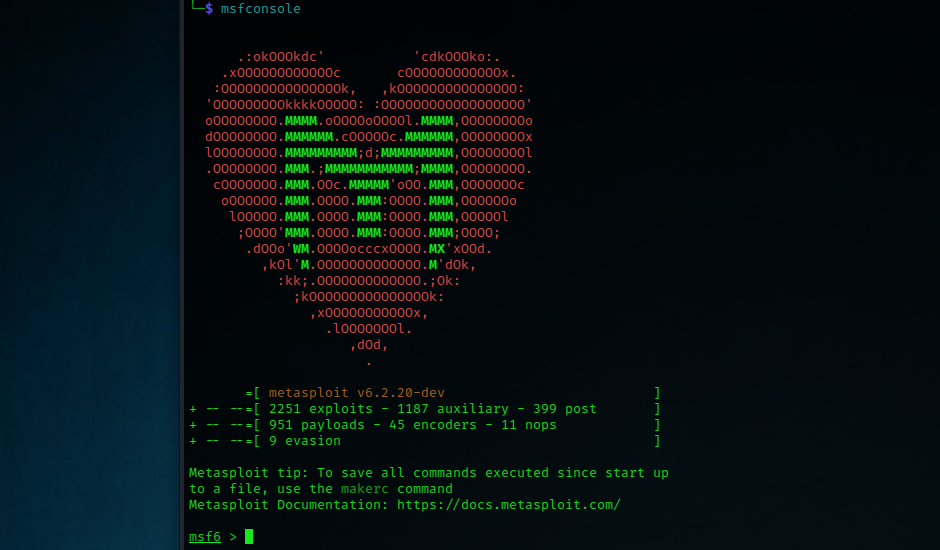 └─$ msfconsole
      .:okOOOkdc'           'cdkOOOko:.
    .xOOOOOOOOOOOOc       cOOOOOOOOOOOOx.
   :OOOOOOOOOOOOOOOk,   ,kOOOOOOOOOOOOOOO:
  'OOOOOOOOOkkkkOOOOO: :OOOOOOOOOOOOOOOOOO'
  oOOOOOOOO.MMMM.oOOOOoOOOOl.MMMM,OOOOOOOOo
  dOOOOOOOO.MMMMMM.cOOOOOc.MMMMMM,OOOOOOOOx
  lOOOOOOOO.MMMMMMMMM;d;MMMMMMMMM,OOOOOOOOl
  .OOOOOOOO.MMM.;MMMMMMMMMMM;MMMM,OOOOOOOO.
   cOOOOOOO.MMM.OOc.MMMMM'oOO.MMM,OOOOOOOc
    oOOOOOO.MMM.OOOO.MMM:OOOO.MMM,OOOOOOo
     lOOOOO.MMM.OOOO.MMM:OOOO.MMM,OOOOOl
      ;OOOO'MMM.OOOO.MMM:OOOO.MMM;OOOO;
       .dOOo'WM.OOOOocccxOOOO.MX'xOOd.
         ,kOl'M.OOOOOOOOOOOOO.M'dOk,
           :kk;.OOOOOOOOOOOOO.;Ok:
             ;kOOOOOOOOOOOOOOOk:
               ,xOOOOOOOOOOOx,
                 .lOOOOOOOl.
                    ,dOd,
                      .
       =[ metasploit v6.2.20-dev                          ]
+ -- --=[ 2251 exploits - 1187 auxiliary - 399 post       ]
+ -- --=[ 951 payloads - 45 encoders - 11 nops            ]
+ -- --=[ 9 evasion                                       ]
Metasploit tip: To save all commands executed since start up
to a file, use the makerc command
Metasploit Documentation: https://docs.metasploit.com/
msf6 >